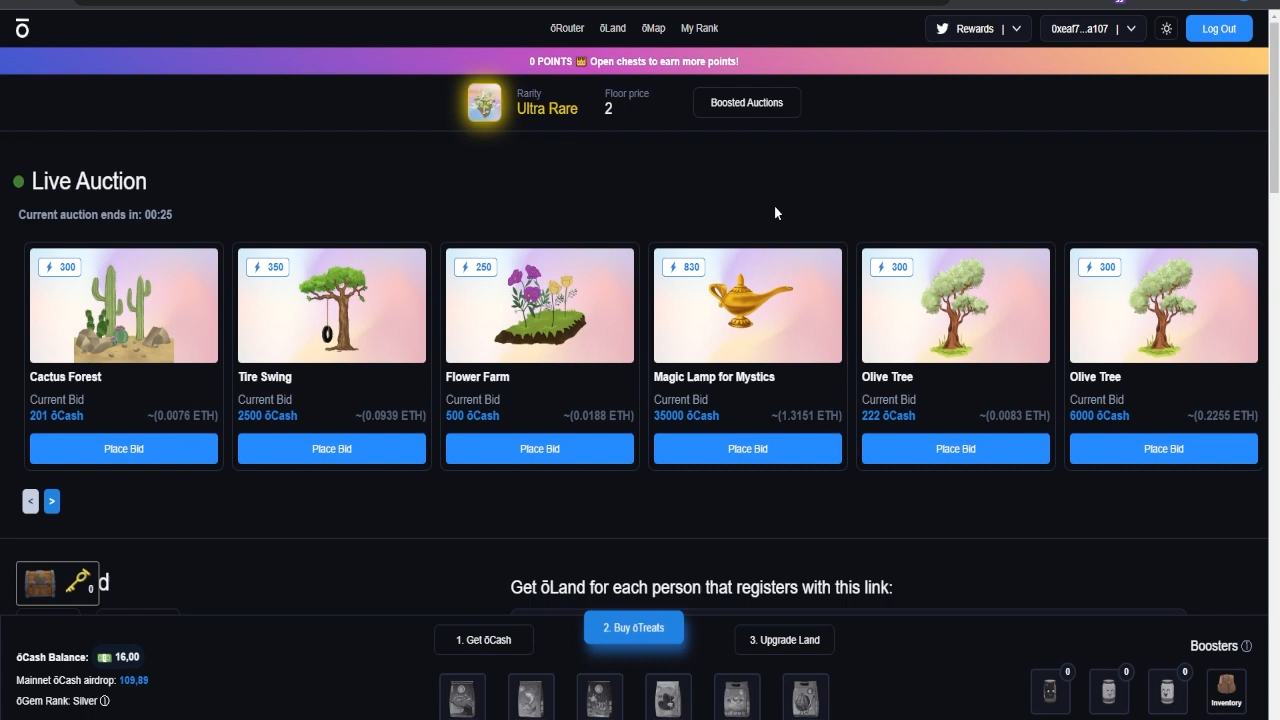 ō
ōRouter ōLand ōMap My Rank
Rewards | 0xeaf7...a107 | Log Out
0 POINTS 👑 Open chests to earn more points!
Rarity
Ultra Rare
Floor price
2
Boosted Auctions
Live Auction
Current auction ends in: 00:25
300
Cactus Forest
Current Bid
201 ōCash ~(0.0076 ETH)
Place Bid
350
Tire Swing
Current Bid
2500 ōCash ~(0.0939 ETH)
Place Bid
250
Flower Farm
Current Bid
500 ōCash ~(0.0188 ETH)
Place Bid
830
Magic Lamp for Mystics
Current Bid
35000 ōCash ~(1.3151 ETH)
Place Bid
300
Olive Tree
Current Bid
222 ōCash ~(0.0083 ETH)
Place Bid
300
Olive Tree
Current Bid
6000 ōCash ~(0.2255 ETH)
Place Bid
< >
0
d
Get ōLand for each person that registers with this link:
1. Get ōCash
2. Buy ōTreats
3. Upgrade Land
ōCash Balance: 💵 16,00
Mainnet ōCash airdrop: 109,89
ōGem Rank: Silver ⓘ
Boosters ⓘ
0 0 0
Inventory